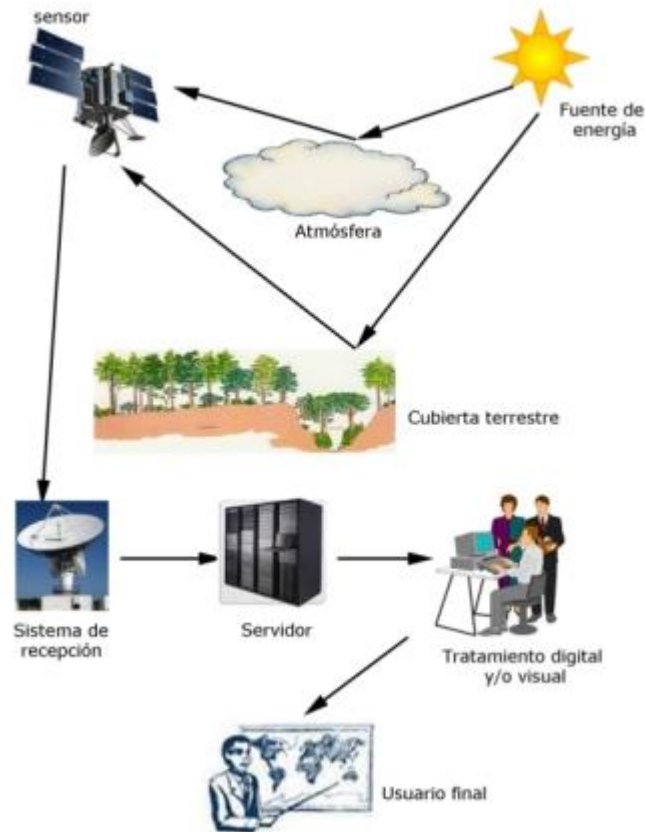 sensor
Fuente de
energía
Atmósfera
Cubierta terrestre
Sistema de
recepción
Servidor
Tratamiento digital
y/o visual
Usuario final